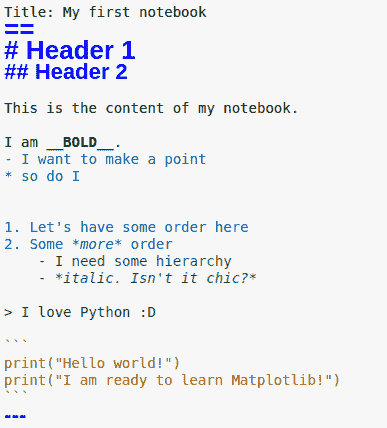 Title: My first notebook
==
# Header 1
## Header 2
This is the content of my notebook.
I am __BOLD__.
- I want to make a point
* so do I
1. Let's have some order here
2. Some *more* order
    - I need some hierarchy
    - *italic. Isn't it chic?*
> I love Python :D
```
print("Hello world!")
print("I am ready to learn Matplotlib!")
```
~~~